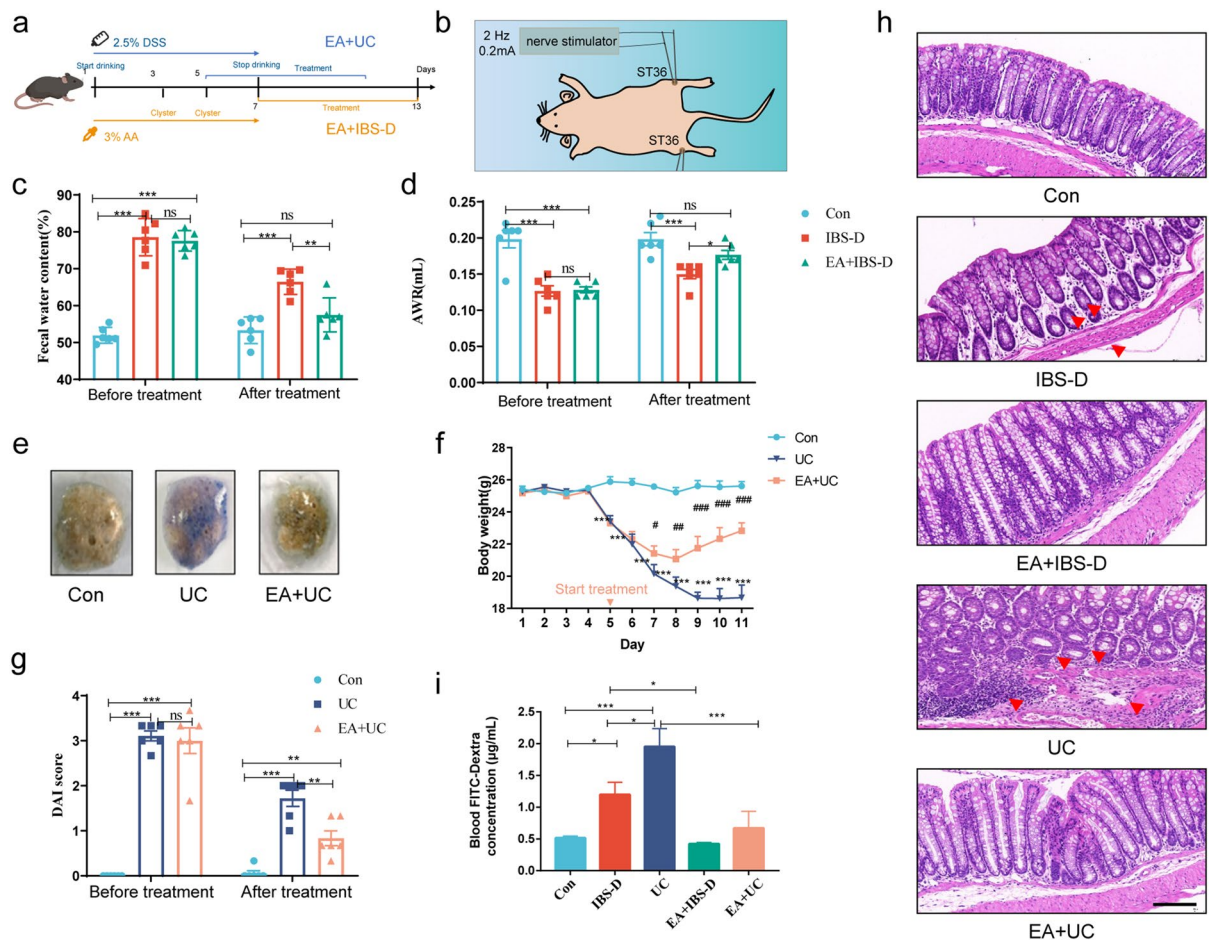 a
2.5% DSS
EA+UC
Start drinking
3
5
Stop drinking
Treatment
Days
Clyster
Clyster
7
Treatment
13
3% AA
EA+IBS-D
b
2 Hz
0.2mA
nerve stimulator
ST36
ST36
c
Fecal water content(%)
90
80
70
60
50
40
***
***
ns
ns
***
**
Before treatment
After treatment
d
AWR(mL)
0.25
0.20
0.15
0.10
0.05
0.00
***
***
ns
ns
***
*
Before treatment
After treatment
Con
IBS-D
EA+IBS-D
e
Con
UC
EA+UC
f
Body weight(g)
28
26
24
22
20
18
***
***
***
***
***
***
***
***
#
##
###
###
###
Start treatment
1 2 3 4 5 6 7 8 9 10 11
Day
Con
UC
EA+UC
g
DAI score
4
3
2
1
0
***
***
ns
**
***
**
Before treatment
After treatment
Con
UC
EA+UC
h
Con
IBS-D
EA+IBS-D
UC
EA+UC
i
Blood FITC-Dextra
concentration (μg/mL)
2.5
2.0
1.5
1.0
0.5
0.0
*
***
*
***
*
Con
IBS-D
UC
EA+IBS-D
EA+UC